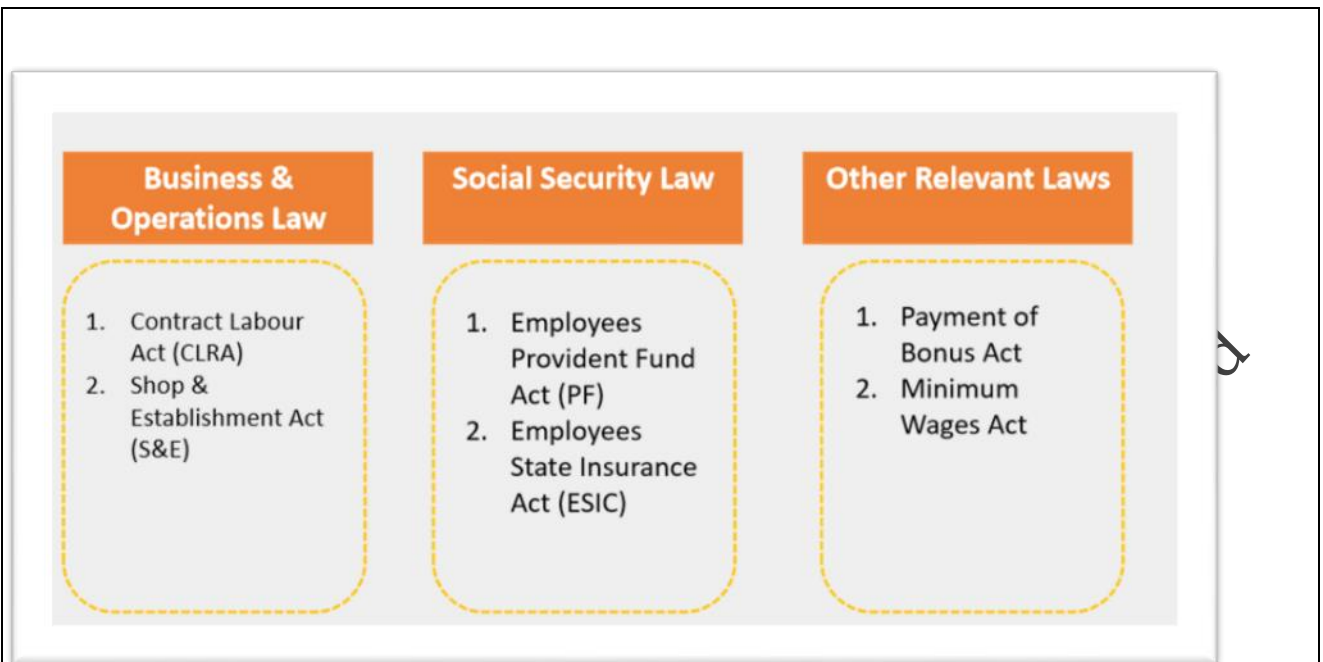 Business &
Operations Law
1. Contract Labour
Act (CLRA)
2. Shop &
Establishment Act
(S&E)
Social Security Law
1. Employees
Provident Fund
Act (PF)
2. Employees
State Insurance
Act (ESIC)
Other Relevant Laws
1. Payment of
Bonus Act
2. Minimum
Wages Act